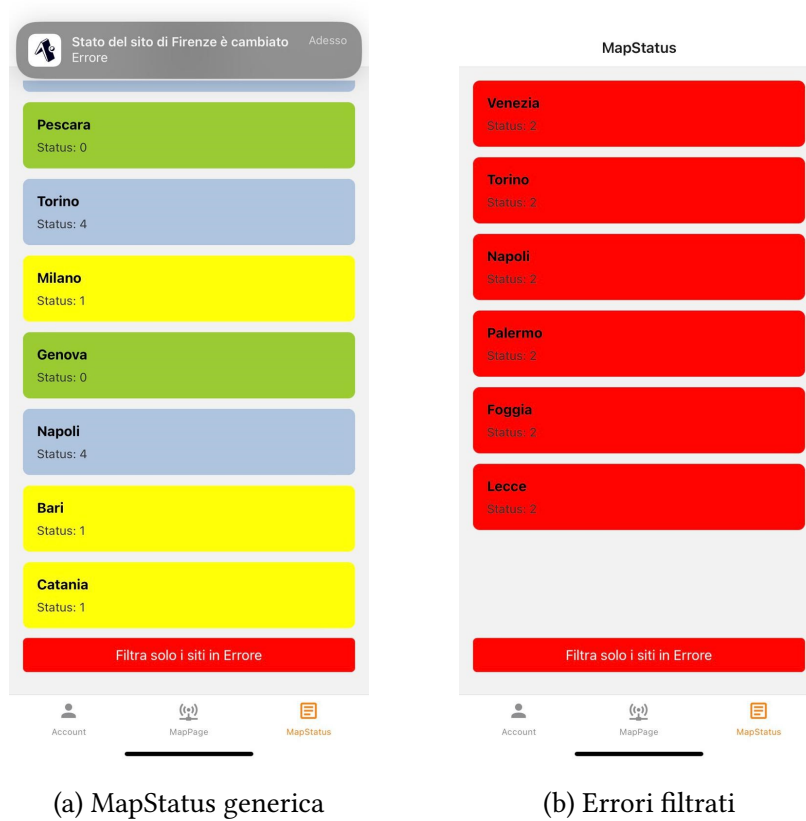 Stato del sito di Firenze è cambiato Adesso
Errore
Pescara
Status: 0
Torino
Status: 4
Milano
Status: 1
Genova
Status: 0
Napoli
Status: 4
Bari
Status: 1
Catania
Status: 1
Filtra solo i siti in Errore
Account MapPage MapStatus
(a) MapStatus generica
MapStatus
Venezia
Status: 2
Torino
Status: 2
Napoli
Status: 2
Palermo
Status: 2
Foggia
Status: 2
Lecce
Status: 2
Filtra solo i siti in Errore
Account MapPage MapStatus
(b) Errori filtrati